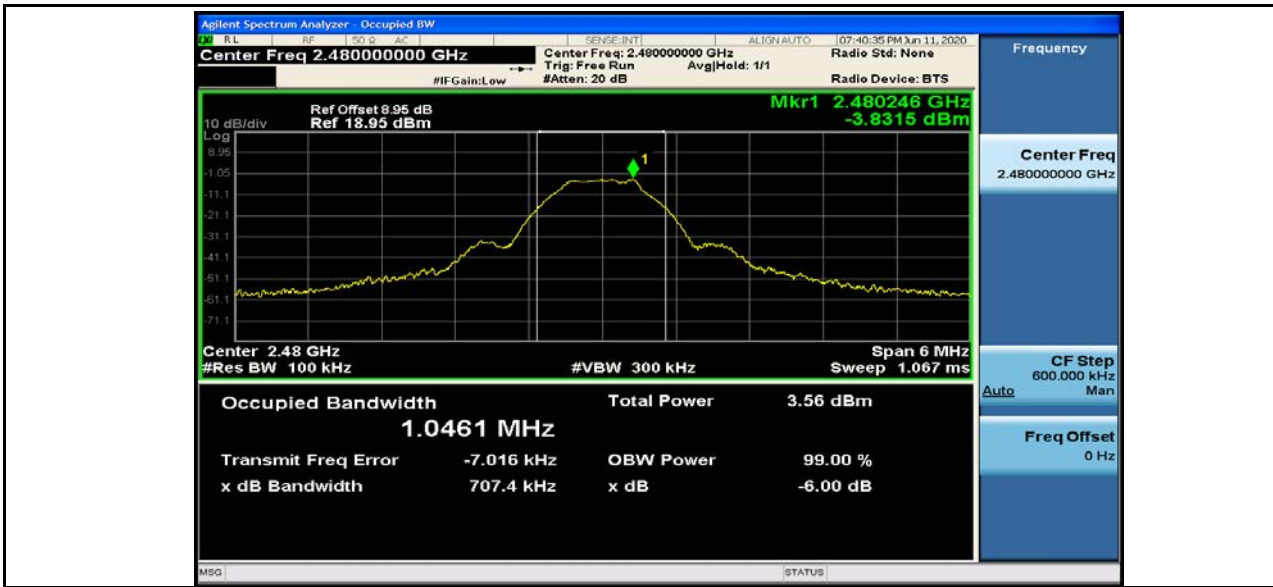 Agilent Spectrum Analyzer - Occupied BW
RL RF 50 Ω AC SENSE:INT ALIGN AUTO 07:40:35 PM Jun 11, 2020
Center Freq 2.480000000 GHz
Center Freq: 2.480000000 GHz
Radio Std: None
Trig: Free Run Avg|Hold: 1/1
#IFGain:Low
#Atten: 20 dB
Radio Device: BTS
Frequency
Ref Offset 8.95 dB
Mkr1 2.480246 GHz
10 dB/div Ref 18.95 dBm
-3.8315 dBm
Log
8.95
-1.05
-11.1
-21.1
-31.1
-41.1
-51.1
-61.1
-71.1
1
Center 2.48 GHz
Span 6 MHz
#Res BW 100 kHz
#VBW 300 kHz
Sweep 1.067 ms
Occupied Bandwidth
1.0461 MHz
Total Power 3.56 dBm
Transmit Freq Error -7.016 kHz
OBW Power 99.00 %
x dB Bandwidth 707.4 kHz
x dB -6.00 dB
Center Freq
2.480000000 GHz
CF Step
600.000 kHz
Auto Man
Freq Offset
0 Hz
MSG
STATUS